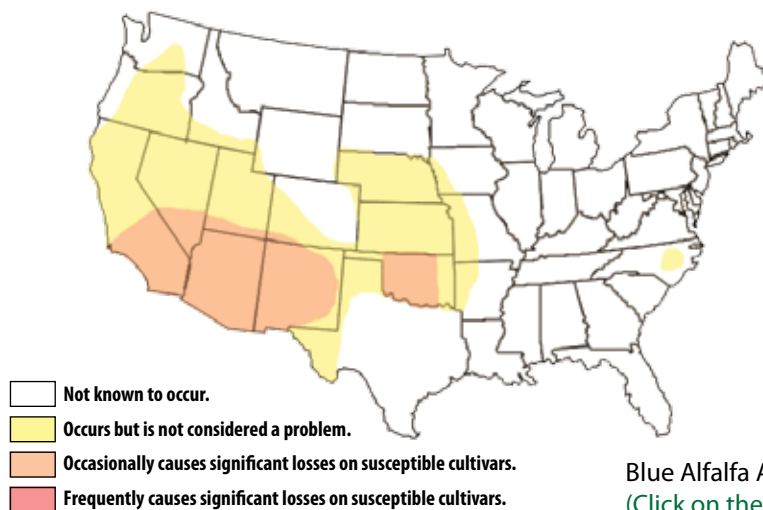 Not known to occur.
Occurs but is not considered a problem.
Occasionally causes significant losses on susceptible cultivars.
Frequently causes significant losses on susceptible cultivars.
Blue Alfalfa A
(Click on the